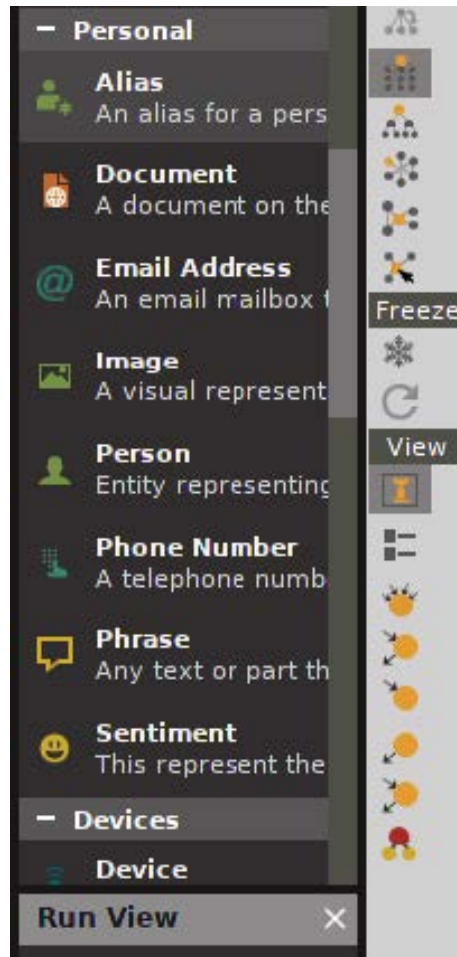 − Personal
Alias
An alias for a pers
Document
A document on the
Email Address
An email mailbox t
Image
A visual represent
Person
Entity representing
Phone Number
A telephone numb
Phrase
Any text or part th
Sentiment
This represent the
− Devices
Device
Run View
Freeze
View